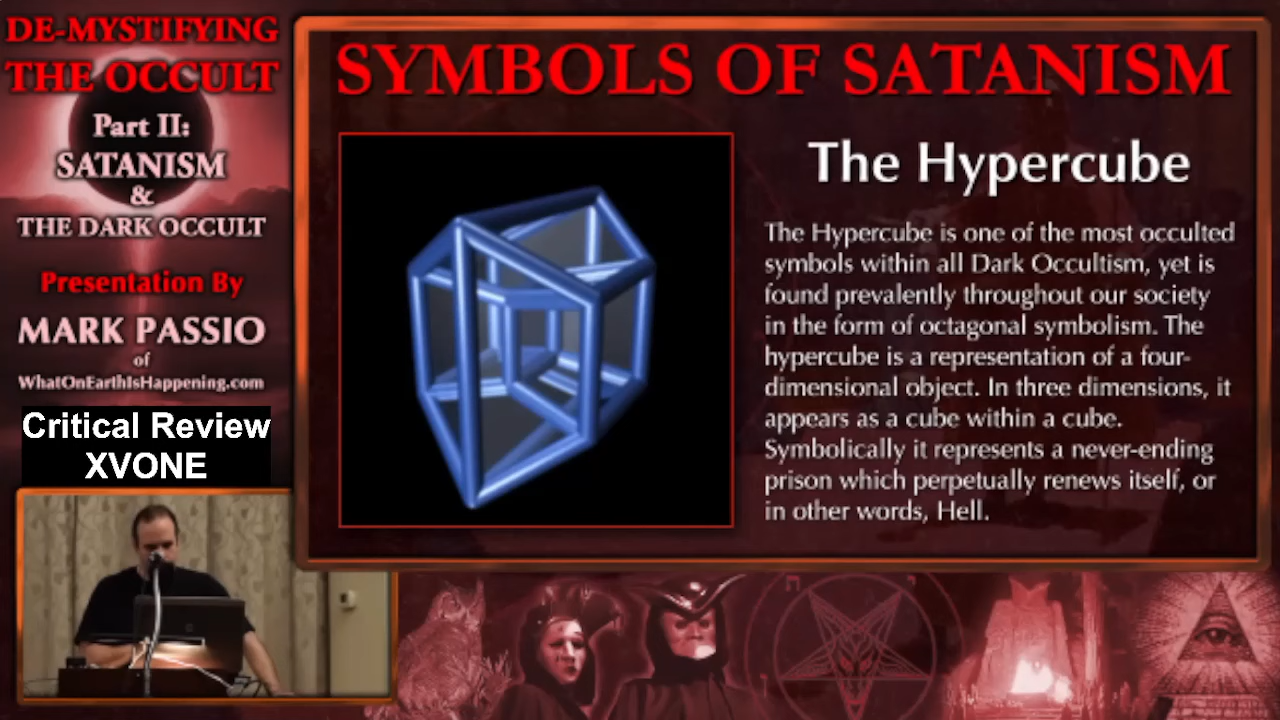 DE-MYSTIFYING
THE OCCULT
Part II:
SATANISM
&
THE DARK OCCULT
Presentation By
MARK PASSIO
of
WhatOnEarthIsHappening.com
Critical Review
XVONE
SYMBOLS OF SATANISM
The Hypercube
The Hypercube is one of the most occulted
symbols within all Dark Occultism, yet is
found prevalently throughout our society
in the form of octagonal symbolism. The
hypercube is a representation of a four-
dimensional object. In three dimensions, it
appears as a cube within a cube.
Symbolically it represents a never-ending
prison which perpetually renews itself, or
in other words, Hell.